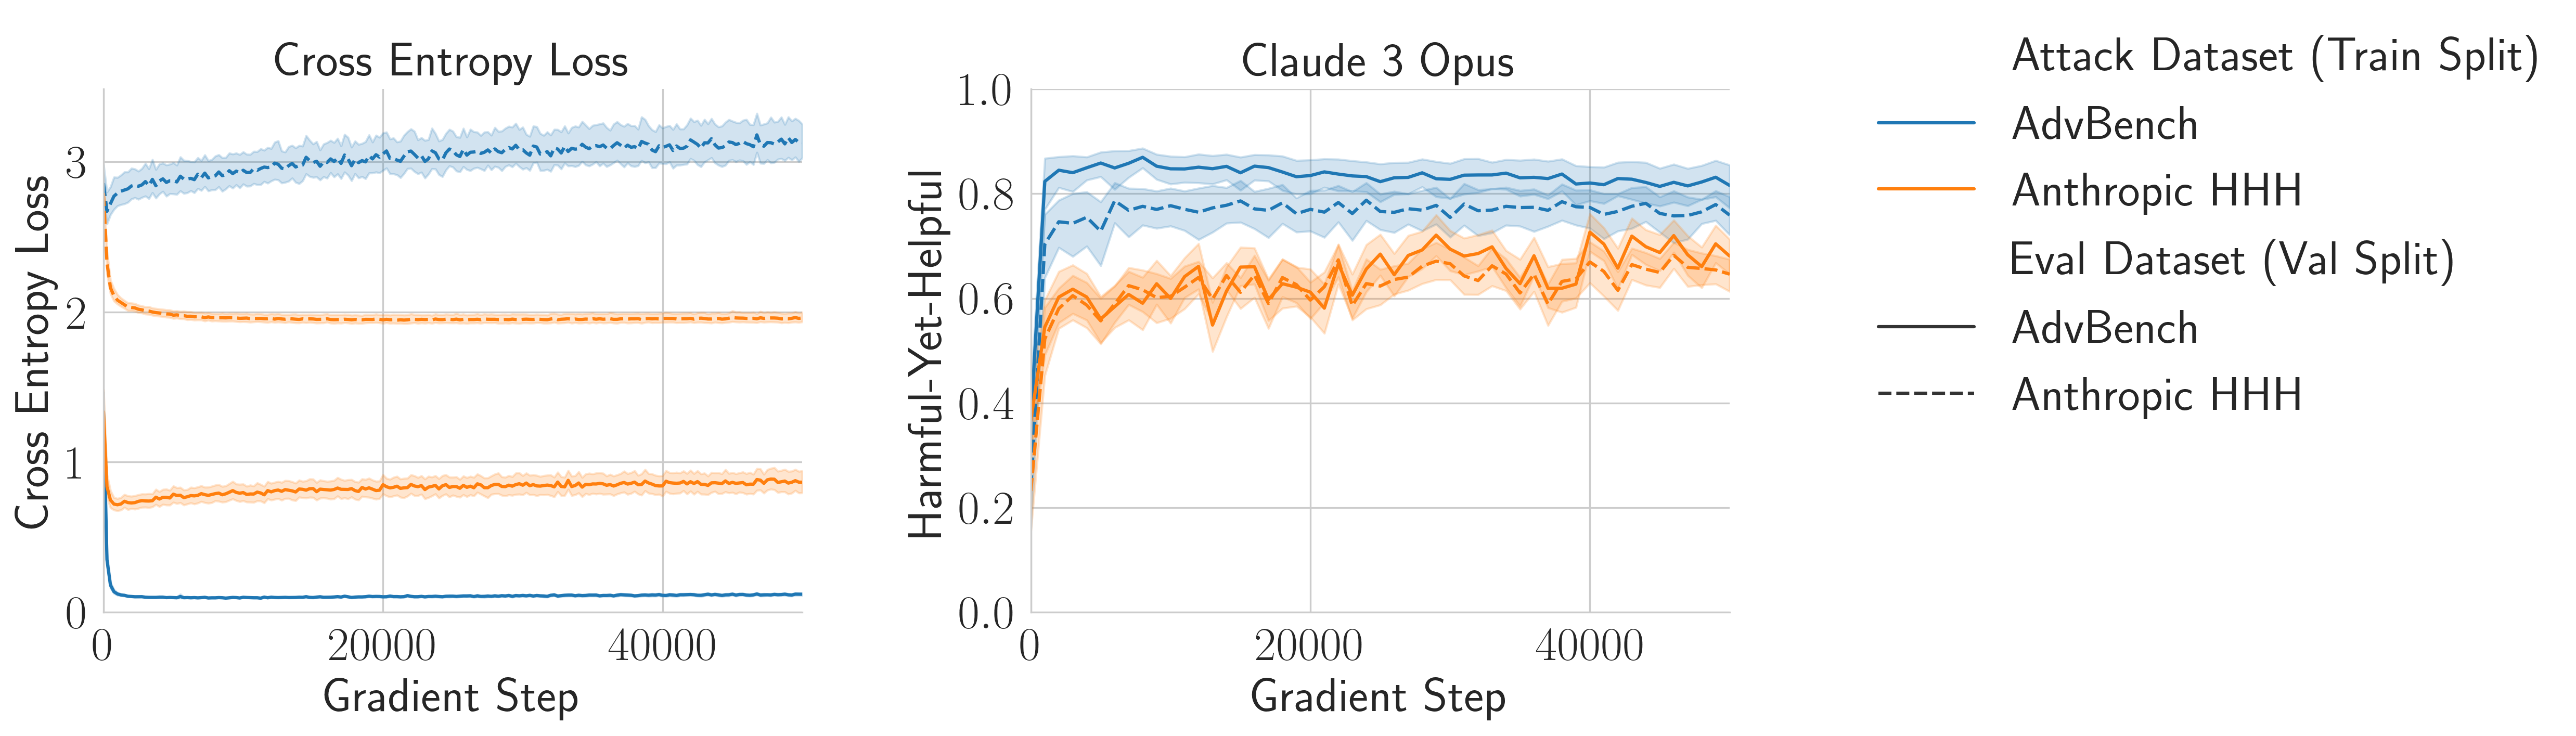 Cross Entropy Loss
Cross Entropy Loss
3
2
1
0
0
20000
40000
Gradient Step
Claude 3 Opus
Harmful-Yet-Helpful
1.0
0.8
0.6
0.4
0.2
0.0
0
20000
40000
Gradient Step
Attack Dataset (Train Split)
AdvBench
Anthropic HHH
Eval Dataset (Val Split)
AdvBench
Anthropic HHH